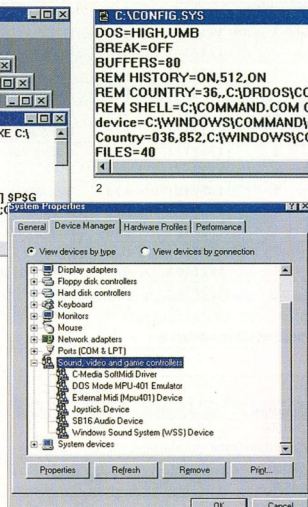 C:\CONFIG.SYS
DOS=HIGH,UMB
BREAK=OFF
BUFFERS=80
REM HISTORY=ON,512,ON
REM COUNTRY=36,,C:\DRDOS\CO
REM SHELL=C:\COMMAND.COM C
device=C:\WINDOWS\COMMAND\
Country=036,852,C:\WINDOWS\CO
FILES=40
XE C:\
] $P$G
2
System Properties
General Device Manager Hardware Profiles Performance
View devices by type View devices by connection
Display adapters
Floppy disk controllers
Hard disk controllers
Keyboard
Monitors
Mouse
Network adapters
Ports (COM & LPT)
Sound, video and game controllers
C-Media SoftMidi Driver
DOS Mode MPU-401 Emulator
External Midi (Mpu401) Device
Joystick Device
SB16 Audio Device
Windows Sound System (WSS) Device
System devices
Properties Refresh Remove Print...
OK Cancel